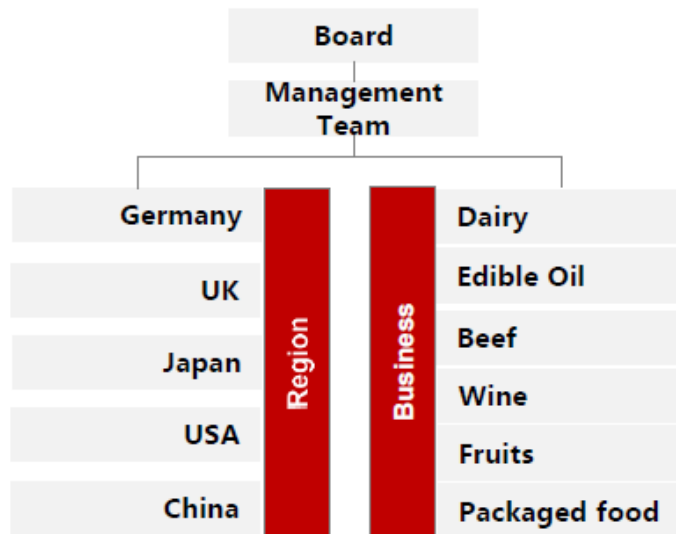 Board
Management
Team
Germany
UK
Japan
USA
China
Region
Business
Dairy
Edible Oil
Beef
Wine
Fruits
Packaged food